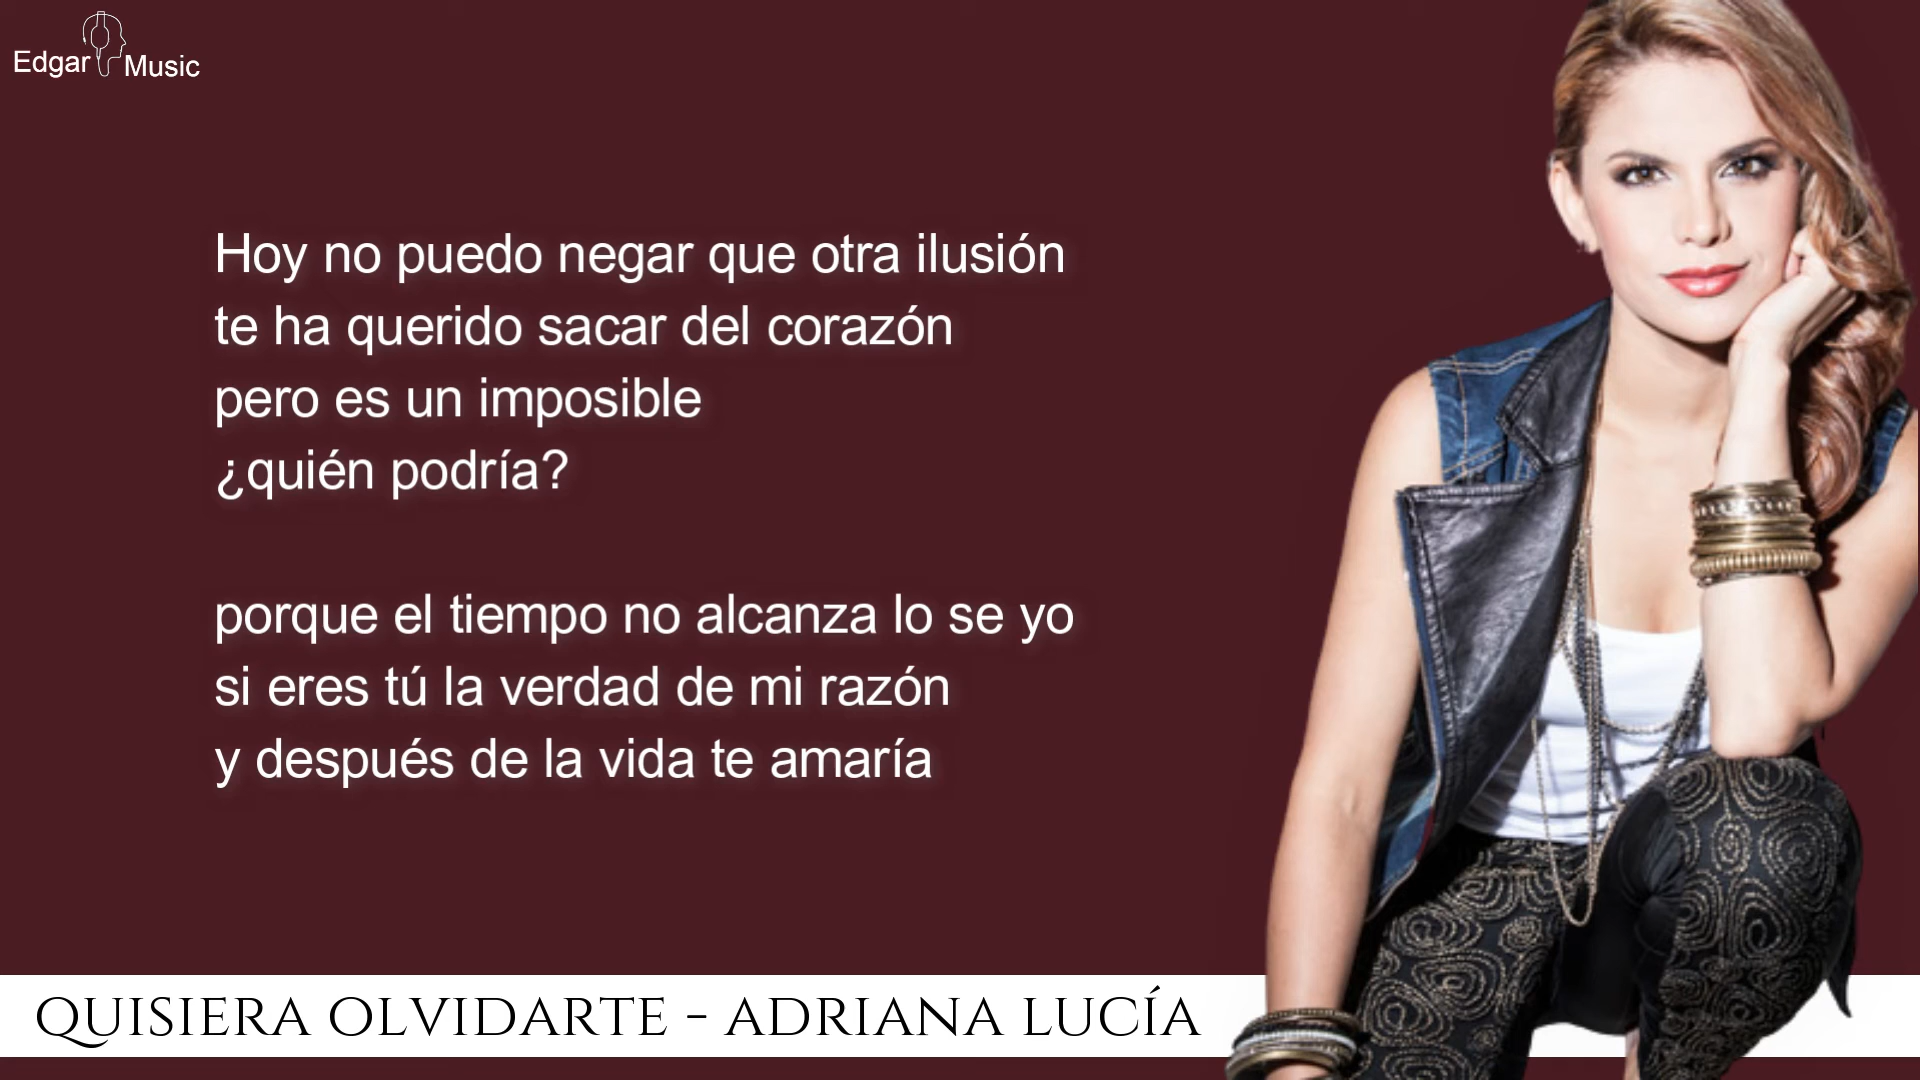 Edgar Music
Hoy no puedo negar que otra ilusión
te ha querido sacar del corazón
pero es un imposible
¿quién podría?
porque el tiempo no alcanza lo se yo
si eres tú la verdad de mi razón
y después de la vida te amaría
QUISIERA OLVIDARTE - ADRIANA LUCÍA